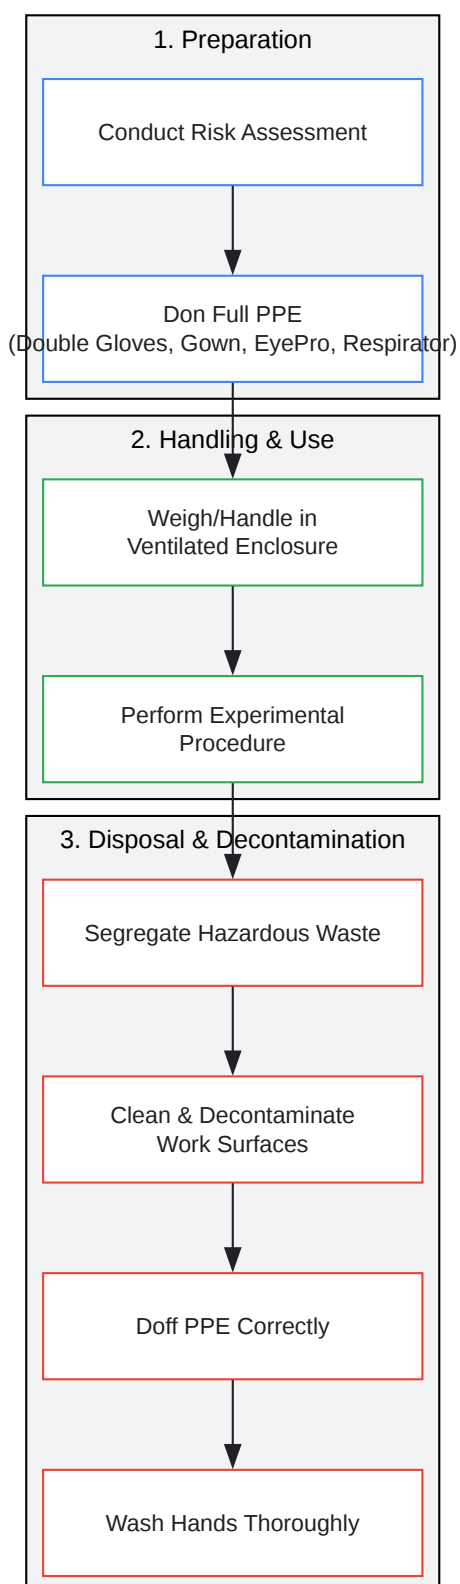 1. Preparation
Conduct Risk Assessment
Don Full PPE
(Double Gloves, Gown, EyePro, Respirator)
2. Handling & Use
Weigh/Handle in
Ventilated Enclosure
Perform Experimental
Procedure
3. Disposal & Decontamination
Segregate Hazardous Waste
Clean & Decontaminate
Work Surfaces
Doff PPE Correctly
Wash Hands Thoroughly